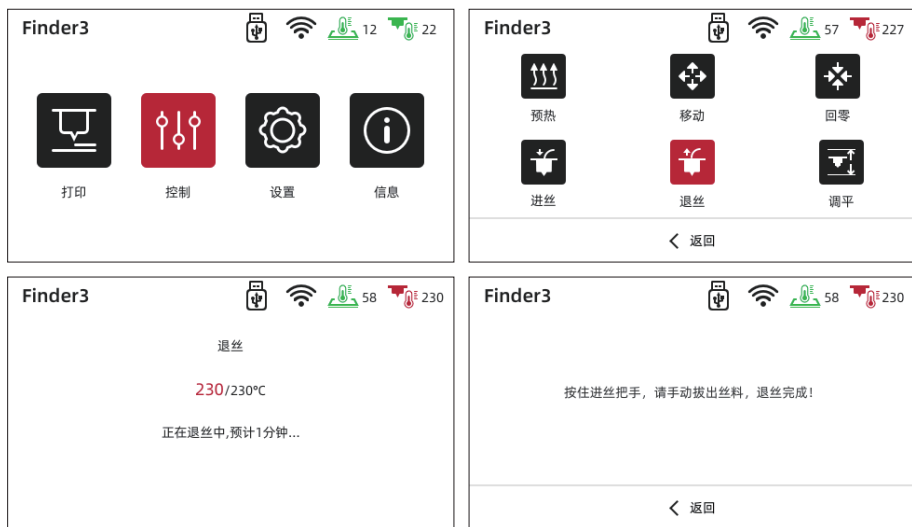 Finder3 12 22
打印 控制 设置 信息
Finder3 57 227
预热 移动 回零
进丝 退丝 调平
返回
Finder3 58 230
退丝
230/230℃
正在退丝中,预计1分钟...
Finder3 58 230
按住进丝把手，请手动拔出丝料，退丝完成！
返回